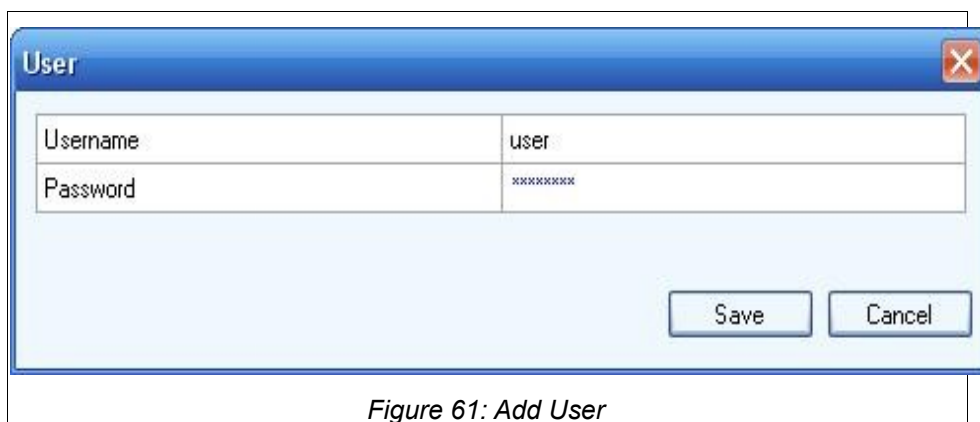 User
Username user
Password ××××××××
Save Cancel
Figure 61: Add User